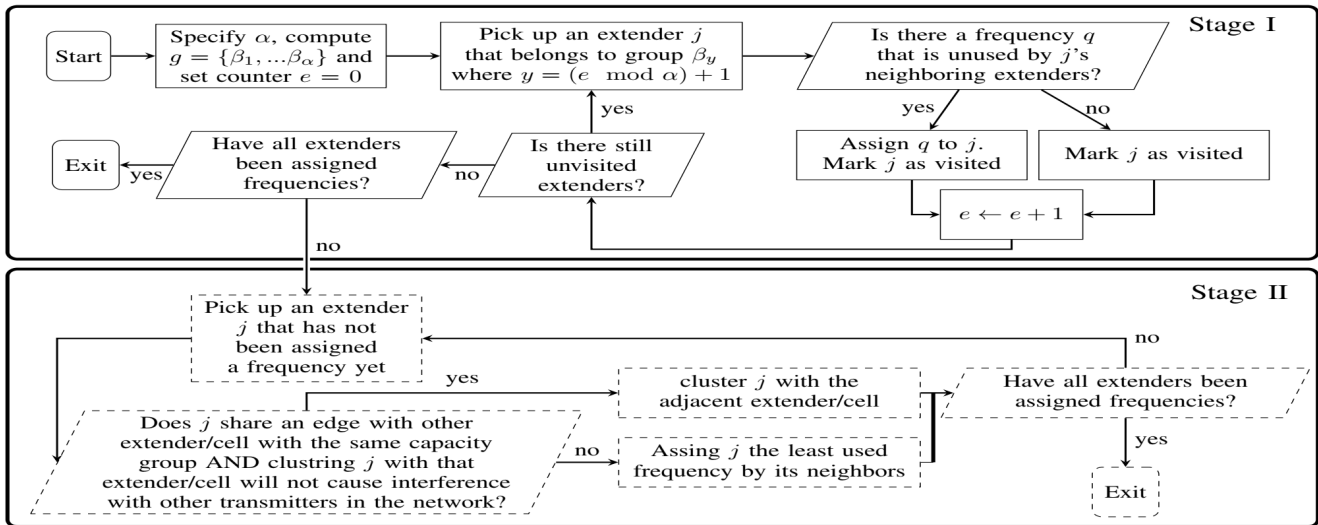 Stage I
Start
Specify α, compute
g = {β₁, ...β_α} and
set counter e = 0
Pick up an extender j
that belongs to group β_y
where y = (e mod α) + 1
Is there a frequency q
that is unused by j's
neighboring extenders?
yes
no
Assign q to j.
Mark j as visited
Mark j as visited
e ← e + 1
Is there still
unvisited
extenders?
yes
no
Have all extenders
been assigned
frequencies?
yes
Exit
no
Stage II
Pick up an extender
j that has not
been assigned
a frequency yet
Does j share an edge with other
extender/cell with the same capacity
group AND clustring j with that
extender/cell will not cause interference
with other transmitters in the network?
yes
cluster j with the
adjacent extender/cell
no
Assing j the least used
frequency by its neighbors
Have all extenders been
assigned frequencies?
no
yes
Exit